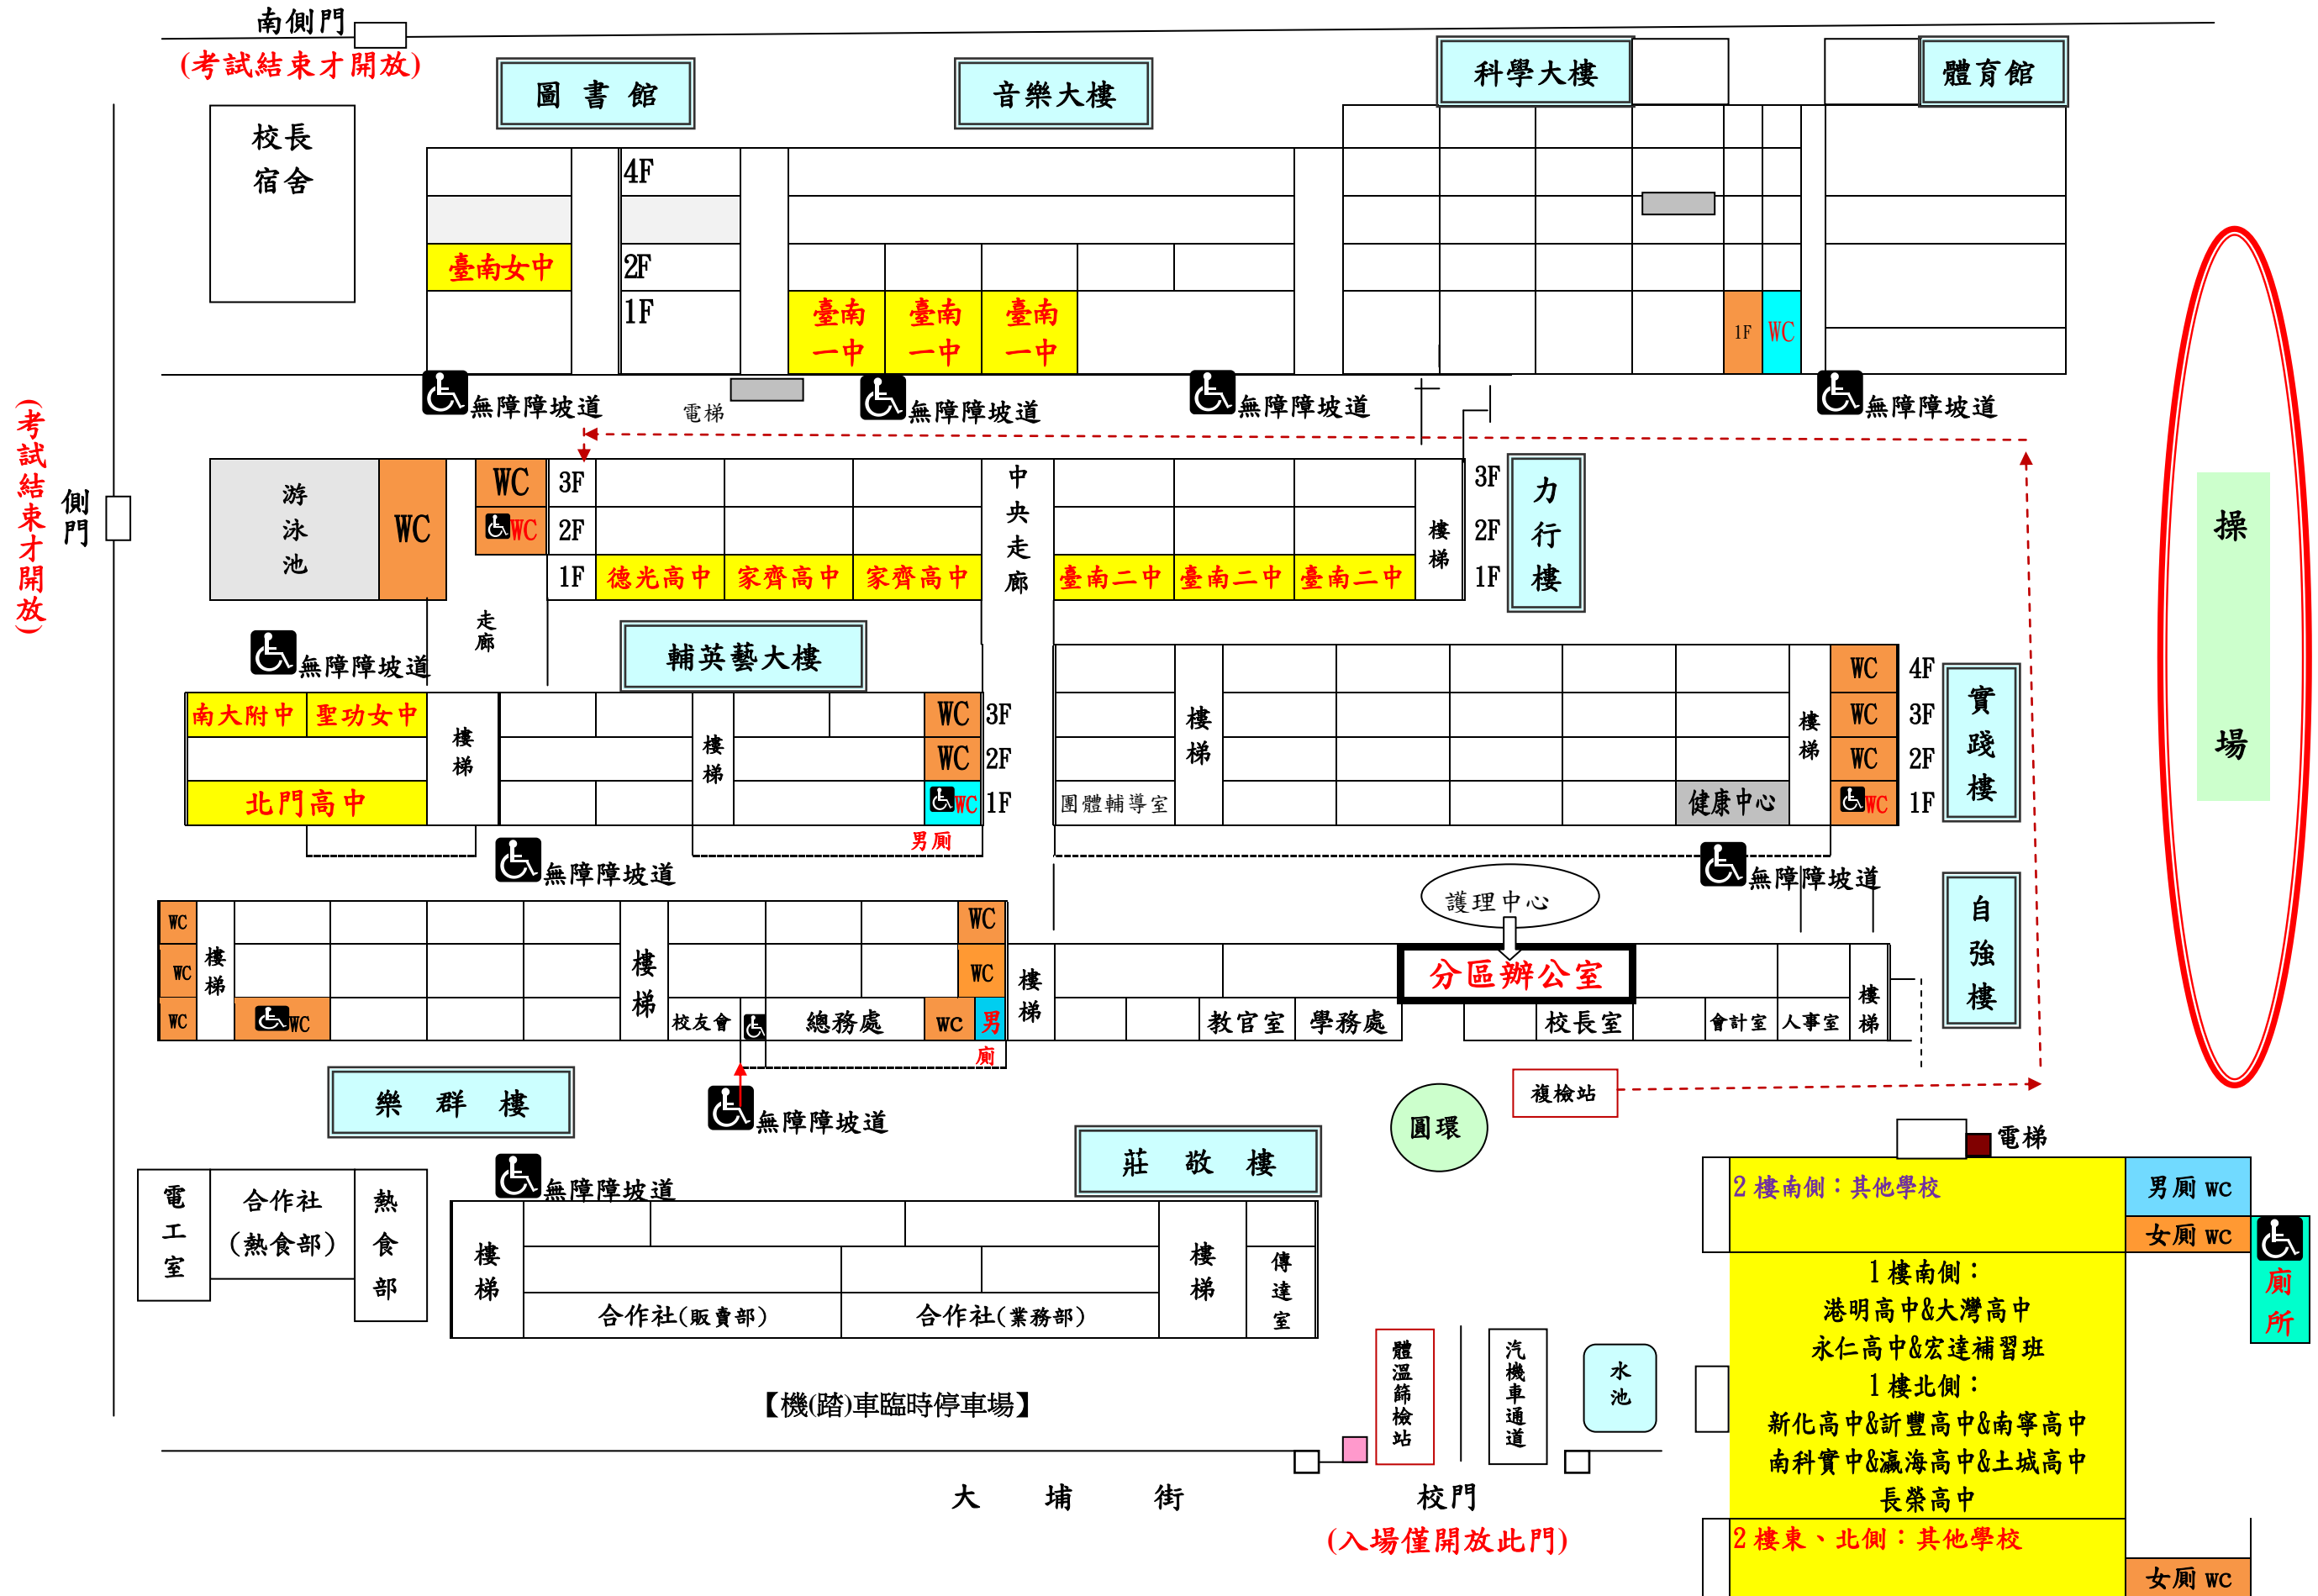 南側門
(考試結束才開放)
圖 書 館
音樂大樓
科學大樓
體育館
校長
宿舍
4F
臺南女中
2F
1F
臺南
一中
臺南
一中
臺南
一中
1F
WC
無障障坡道
電梯
無障障坡道
無障障坡道
無障障坡道
(考試結束才開放)
側門
游泳池
WC
WC
3F
中央走廊
3F
力行樓
WC
2F
樓梯
2F
1F
德光高中
家齊高中
家齊高中
臺南二中
臺南二中
臺南二中
1F
走廊
無障障坡道
輔英藝大樓
WC
4F
實踐樓
南大附中
聖功女中
樓梯
樓梯
WC
3F
樓梯
樓梯
WC
3F
WC
2F
WC
2F
北門高中
WC
1F
團體輔導室
健康中心
WC
1F
男廁
無障障坡道
無障障坡道
護理中心
自強樓
WC
樓梯
樓梯
WC
WC
WC
樓梯
分區辦公室
樓梯
WC
WC
校友會
總務處
WC
男
廁
教官室
學務處
校長室
會計室
人事室
樂 群 樓
無障障坡道
複檢站
圓環
莊 敬 樓
電梯
無障障坡道
電工室
合作社
(熱食部)
熱食部
樓梯
樓梯
傳達室
合作社(販賣部)
合作社(業務部)
2 樓南側：其他學校
男廁 WC
女廁 WC
廁所
1 樓南側：
港明高中&大灣高中
永仁高中&宏達補習班
1 樓北側：
新化高中&訢豐高中&南寧高中
南科實中&瀛海高中&土城高中
長榮高中
2 樓東、北側：其他學校
女廁 WC
體溫篩檢站
汽機車通道
水池
【機(踏)車臨時停車場】
大 埔 街
校門
(入場僅開放此門)
操場